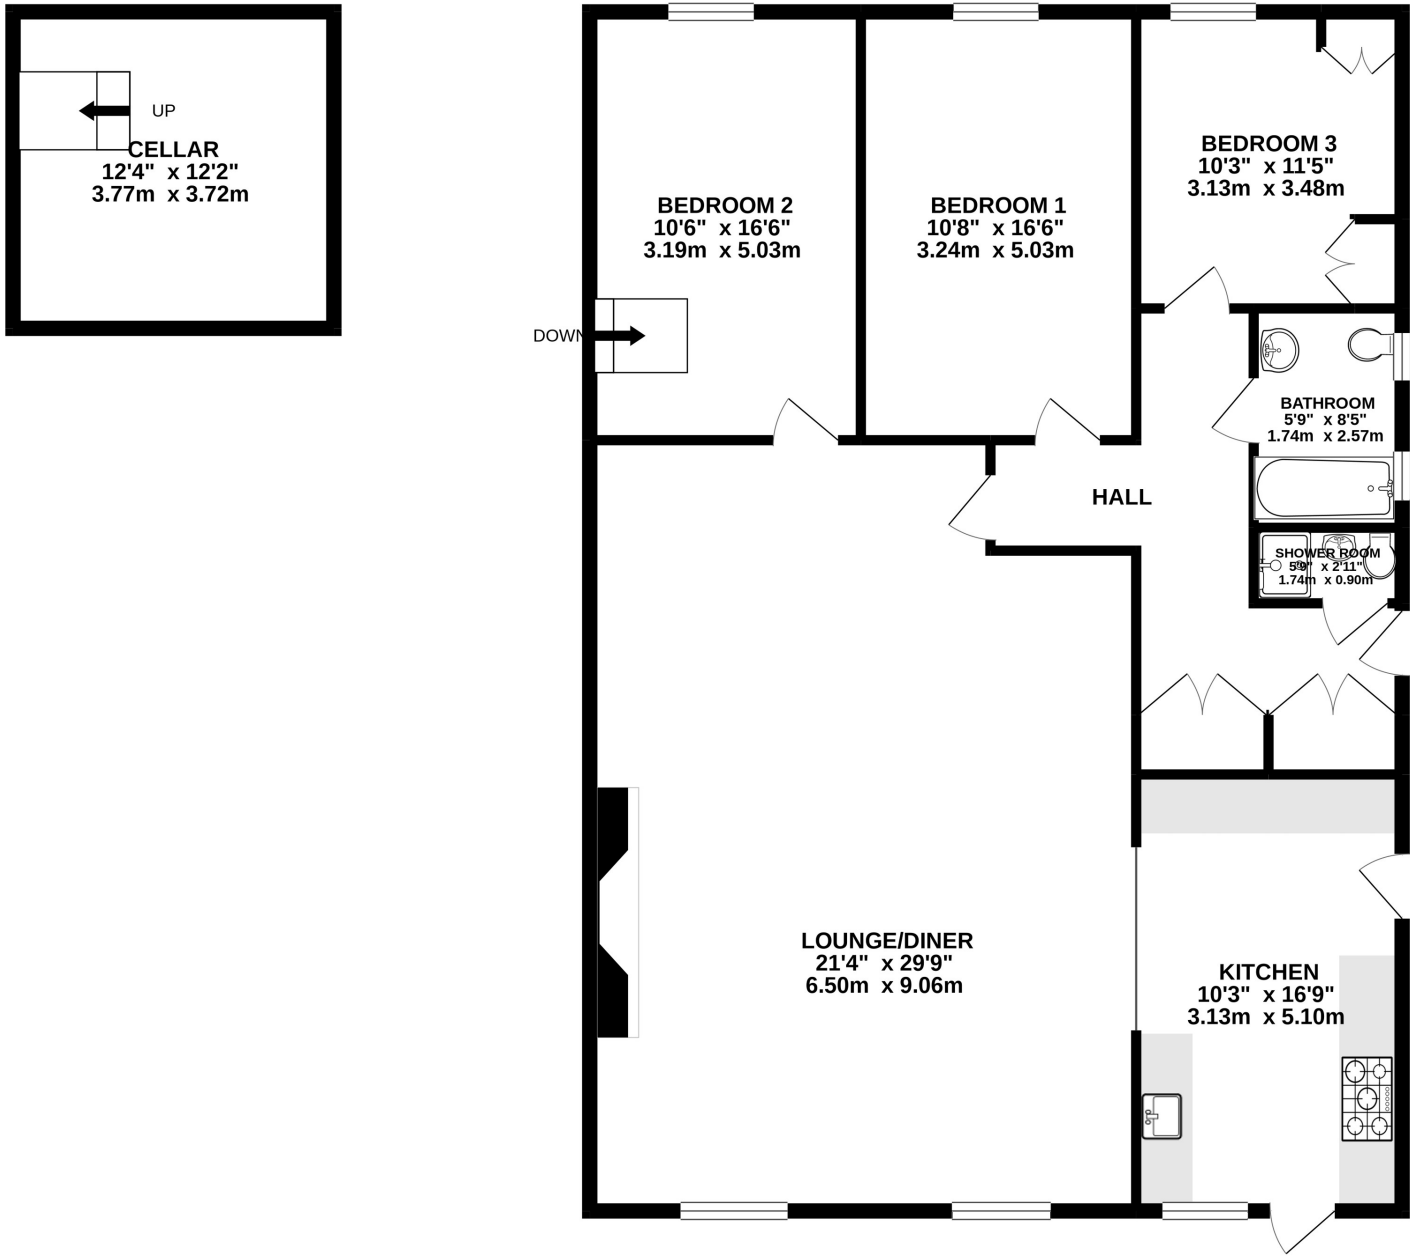 UP
CELLAR
12'4" x 12'2"
3.77m x 3.72m
BEDROOM 2
10'6" x 16'6"
3.19m x 5.03m
DOWN
BEDROOM 1
10'8" x 16'6"
3.24m x 5.03m
BEDROOM 3
10'3" x 11'5"
3.13m x 3.48m
BATHROOM
5'9" x 8'5"
1.74m x 2.57m
HALL
SHOWER ROOM
5'9" x 2'11"
1.74m x 0.90m
LOUNGE/DINER
21'4" x 29'9"
6.50m x 9.06m
KITCHEN
10'3" x 16'9"
3.13m x 5.10m